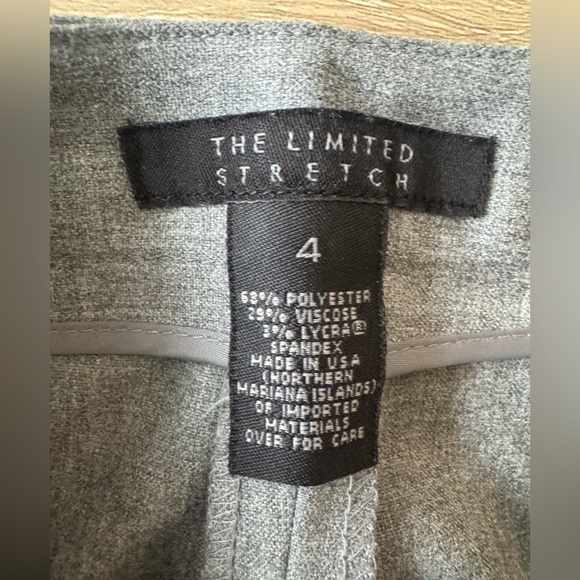 THE LIMITED
STRETCH
4
68% POLYESTER
29% VISCOSE
3% LYCRA®
SPANDEX
MADE IN USA
(NORTHERN
MARIANA ISLANDS)
OF IMPORTED
MATERIALS
OVER FOR CARE